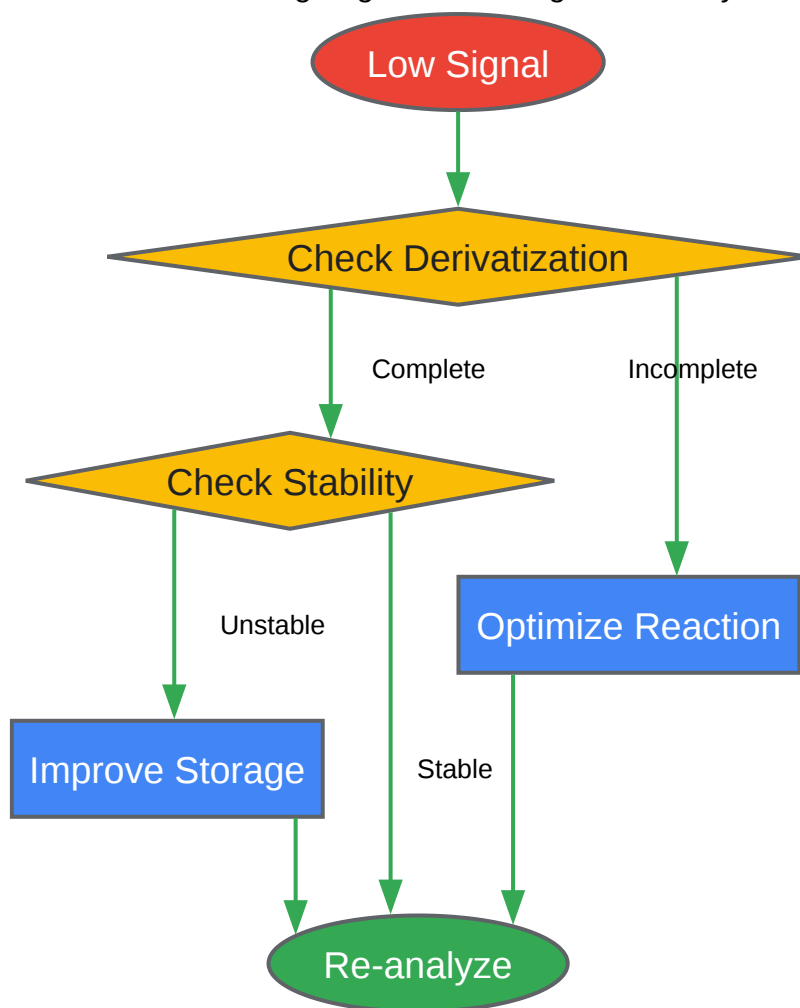 Low Signal
Check Derivatization
Complete
Incomplete
Check Stability
Unstable
Optimize Reaction
Improve Storage
Stable
Re-analyze